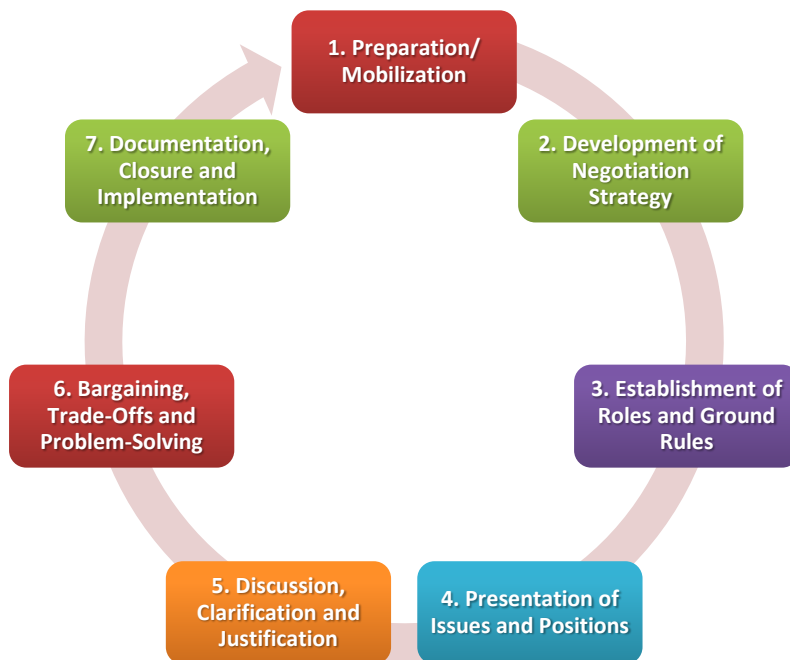 1. Preparation/
Mobilization
2. Development of
Negotiation
Strategy
3. Establishment of
Roles and Ground
Rules
4. Presentation of
Issues and Positions
5. Discussion,
Clarification and
Justification
6. Bargaining,
Trade-Offs and
Problem-Solving
7. Documentation,
Closure and
Implementation